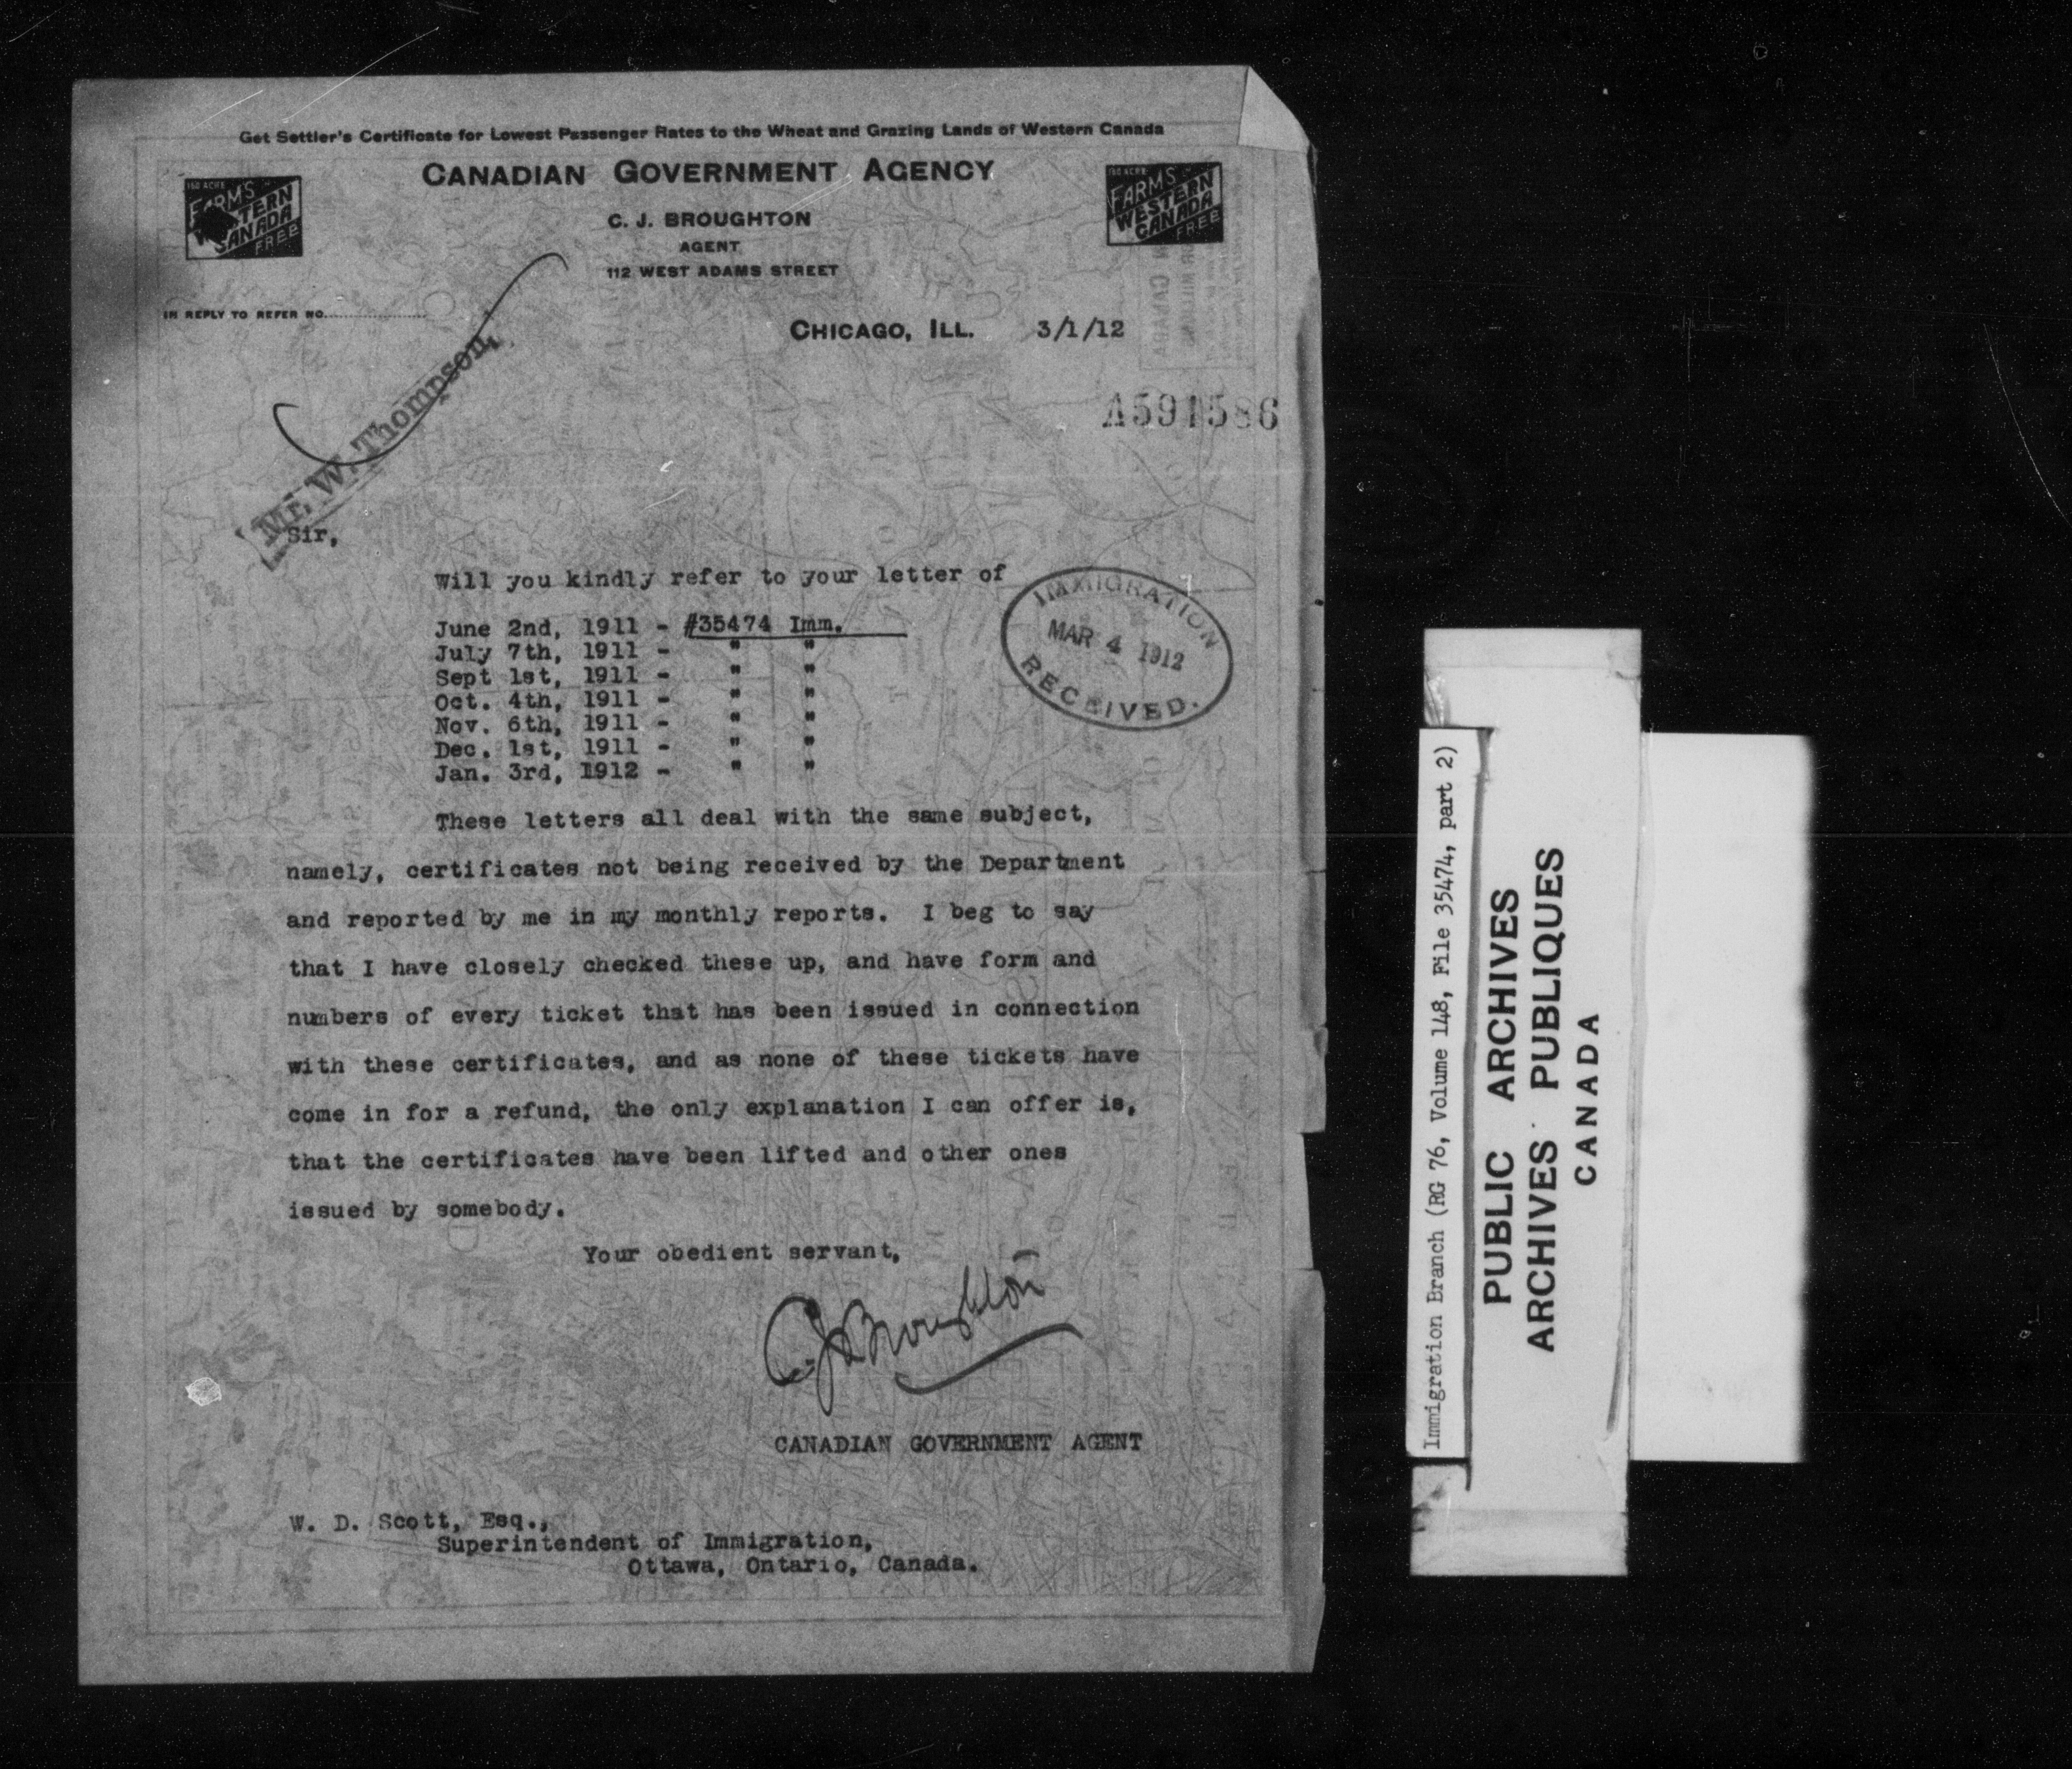 Get Settler's Certificate for Lowest Passenger Rates to the Wheat and Grazing Lands of Western Canada
CANADIAN GOVERNMENT AGENCY
160 ACRE
FARMS
TERN
CANADA
FREE
160 ACRE
FARMS
WESTERN
CANADA
FREE
C. J. BROUGHTON
AGENT
112 WEST ADAMS STREET
IN REPLY TO REFER NO.
CHICAGO, ILL. 3/1/12
Mr. W. Thompson,
Sir,
Will you kindly refer to your letter of
June 2nd, 1911 - #35474 Imm.
July 7th, 1911 - " "
Sept 1st, 1911 - " "
Oct. 4th, 1911 - " "
Nov. 6th, 1911 - " "
Dec. 1st, 1911 - " "
Jan. 3rd, 1912 - " "
IMMIGRATION
MAR 4 1912
RECEIVED.
These letters all deal with the same subject,
namely, certificates not being received by the Department
and reported by me in my monthly reports. I beg to say
that I have closely checked these up, and have form and
numbers of every ticket that has been issued in connection
with these certificates, and as none of these tickets have
come in for a refund, the only explanation I can offer is,
that the certificates have been lifted and other ones
issued by somebody.
Your obedient servant,
C J Broughton
CANADIAN GOVERNMENT AGENT
W. D. Scott, Esq.,
Superintendent of Immigration,
Ottawa, Ontario, Canada.
Immigration Branch (RG 76, Volume 148, File 35474, part 2)
PUBLIC ARCHIVES
ARCHIVES PUBLIQUES
CANADA